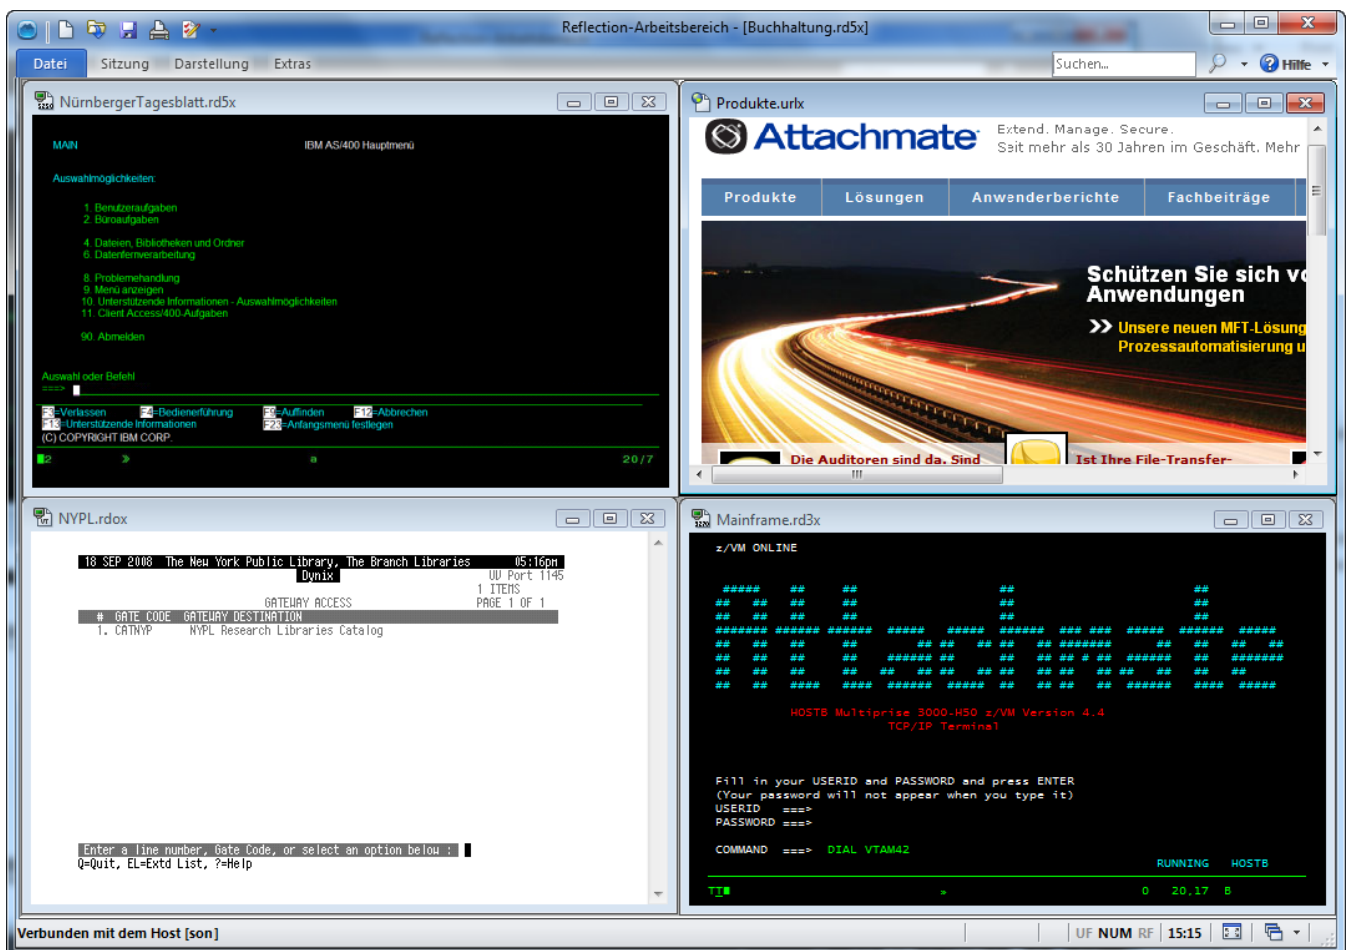 Reflection-Arbeitsbereich - [Buchhaltung.rd5x]
Datei Sitzung Darstellung Extras Suchen... Hilfe
NürnbergerTagesblatt.rd5x
MAIN IBM AS/400 Hauptmenü
Auswahlmöglichkeiten:
1. Benutzeraufgaben
2. Büroaufgaben
4. Dateien, Bibliotheken und Ordner
6. Datenfernverarbeitung
8. Problemehandlung
9. Menü anzeigen
10. Unterstützende Informationen - Auswahlmöglichkeiten
11. Client Access/400-Aufgaben
90. Abmelden
Auswahl oder Befehl
===>
F3=Verlassen F4=Bedienerführung F9=Auffinden F12=Abbrechen
F13=Unterstützende Informationen F23=Anfangsmenü festlegen
(C) COPYRIGHT IBM CORP.
2 » a 20/7
Produkte.urlx
Attachmate
Extend. Manage. Secure.
Seit mehr als 30 Jahren im Geschäft. Mehr
Produkte Lösungen Anwenderberichte Fachbeiträge
Schützen Sie sich vo
Anwendungen
>> Unsere neuen MFT-Lösung
Prozessautomatisierung u
Die Auditoren sind da. Sind Ist Ihre File-Transfer-
NYPL.rdox
18 SEP 2008 The New York Public Library, The Branch Libraries 05:16pm
Dynix UV Port 1145
1 ITEMS
GATEWAY ACCESS PAGE 1 OF 1
# GATE CODE GATEWAY DESTINATION
1. CATNYP NYPL Research Libraries Catalog
Enter a line number, Gate Code, or select an option below :
Q=Quit, EL=Extd List, ?=Help
Mainframe.rd3x
z/VM ONLINE
Attachmate
HOSTB Multiprise 3000-H50 z/VM Version 4.4
TCP/IP Terminal
Fill in your USERID and PASSWORD and press ENTER
(Your password will not appear when you type it)
USERID ===>
PASSWORD ===>
COMMAND ===> DIAL VTAM42
RUNNING HOSTB
TT » 0 20,17 B
Verbunden mit dem Host [son] UF NUM RF 15:15